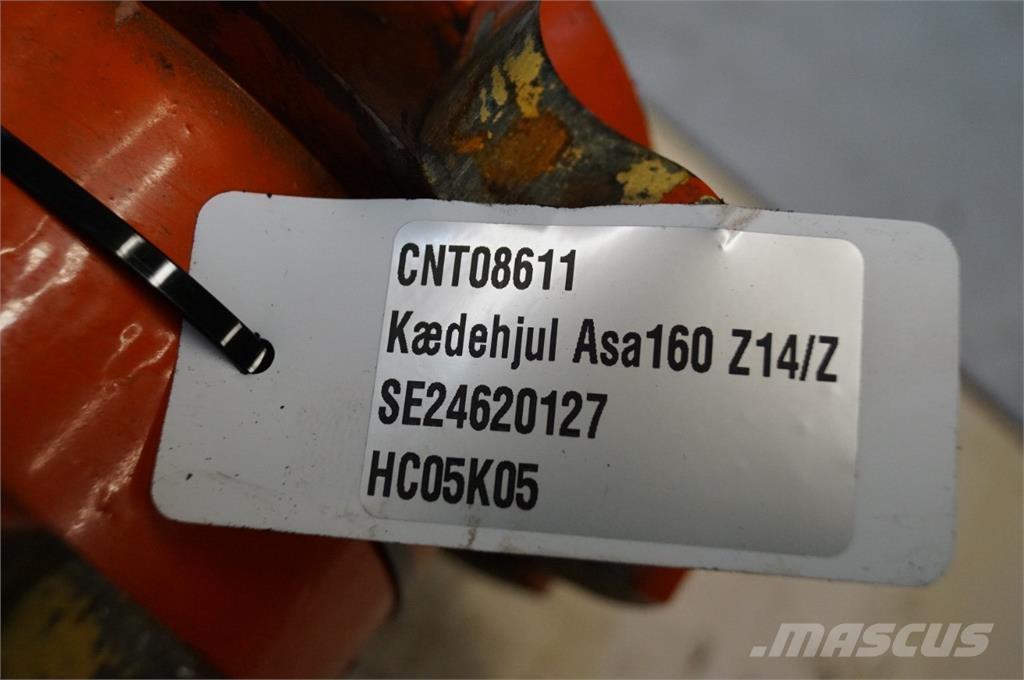 CNT08611
Kædehjul Asa160 Z14/Z
SE24620127
HC05K05
.MASCUS